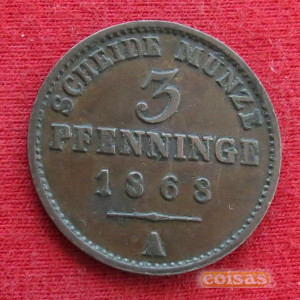 SCHEIDE MÜNZE
3
PFENNINGE
1868
A
coisas